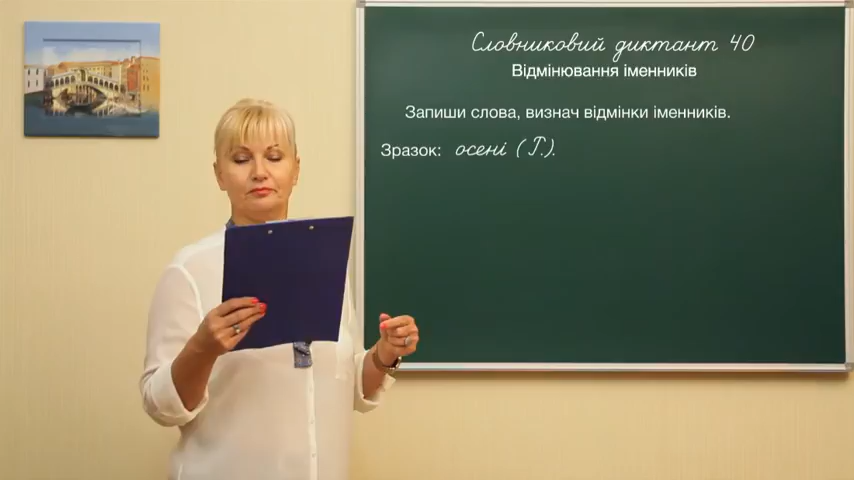 Словниковий диктант 40
Відмінювання іменників
Запиши слова, визнач відмінки іменників.
Зразок: осені (Р.).